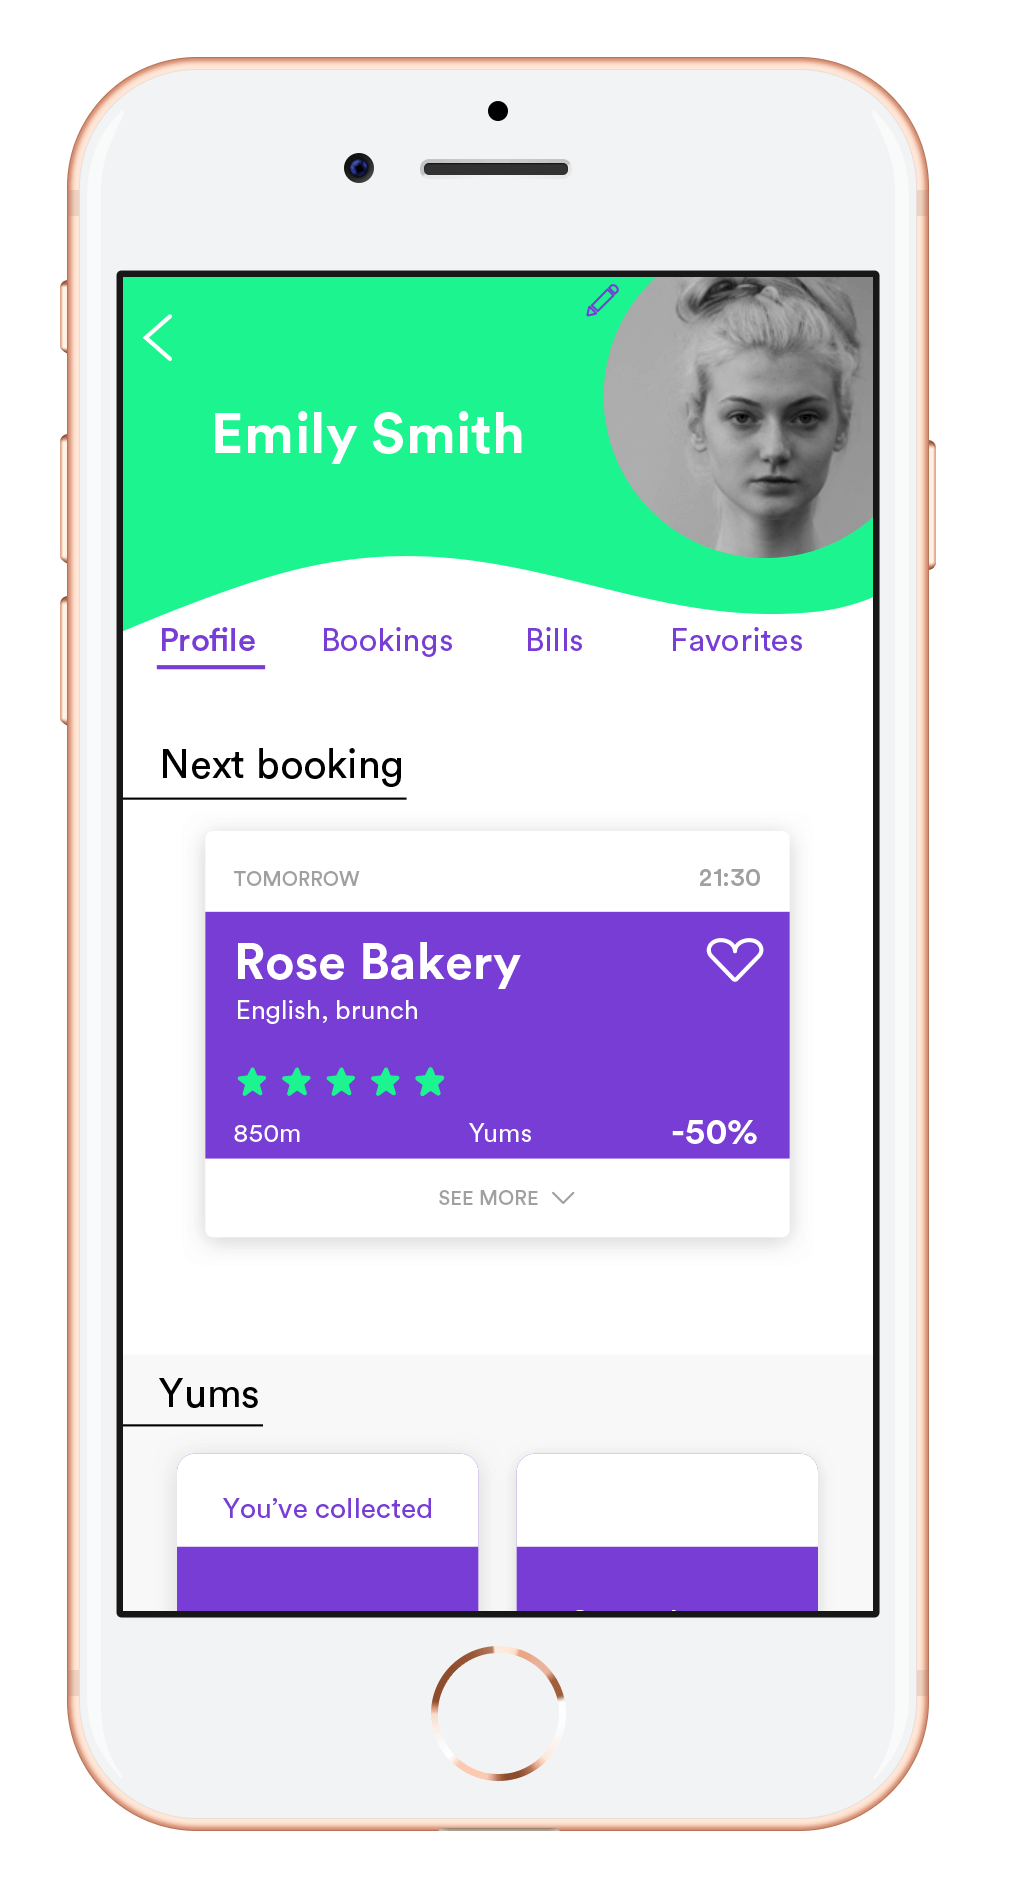 Emily Smith
Profile Bookings Bills Favorites
Next booking
TOMORROW 21:30
Rose Bakery
English, brunch
850m Yums -50%
SEE MORE
Yums
You’ve collected